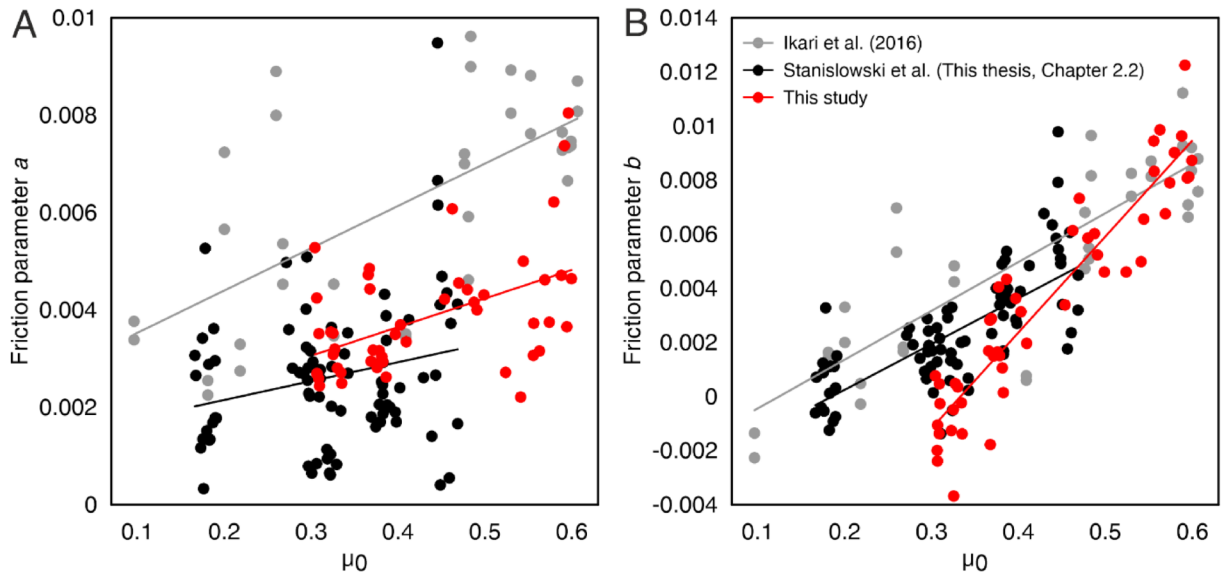 A
0.01
0.008
0.006
0.004
0.002
0
Friction parameter a
0.1 0.2 0.3 0.4 0.5 0.6
μ0
B
0.014
0.012
0.01
0.008
0.006
0.004
0.002
0
-0.002
-0.004
Friction parameter b
Ikari et al. (2016)
Stanislowski et al. (This thesis, Chapter 2.2)
This study
0.1 0.2 0.3 0.4 0.5 0.6
μ0